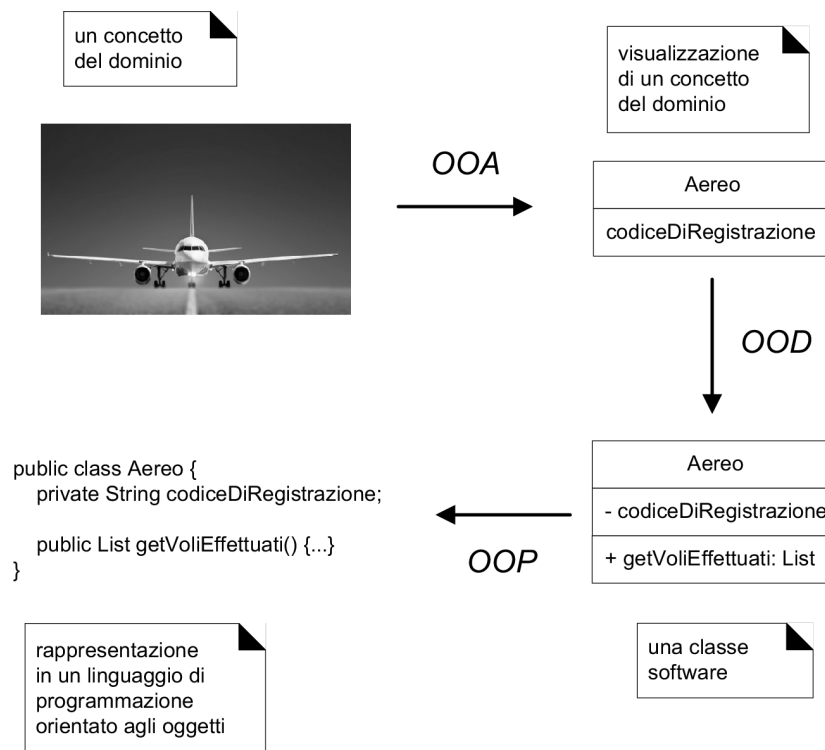 un concetto
del dominio
visualizzazione
di un concetto
del dominio
OOA
Aereo
codiceDiRegistrazione
OOD
public class Aereo {
private String codiceDiRegistrazione;
public List getVoliEffettuati() {...}
}
OOP
Aereo
- codiceDiRegistrazione
+ getVoliEffettuati: List
rappresentazione
in un linguaggio di
programmazione
orientato agli oggetti
una classe
software